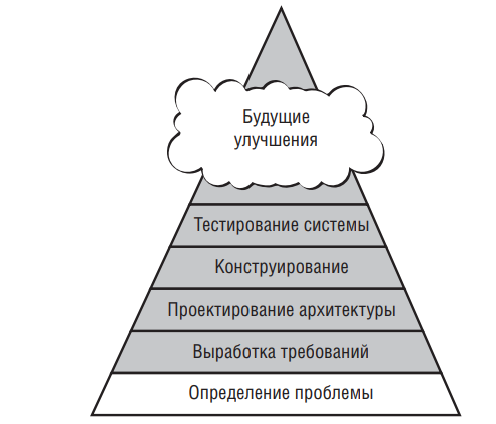 Будущие
улучшения
Тестирование системы
Конструирование
Проектирование архитектуры
Выработка требований
Определение проблемы